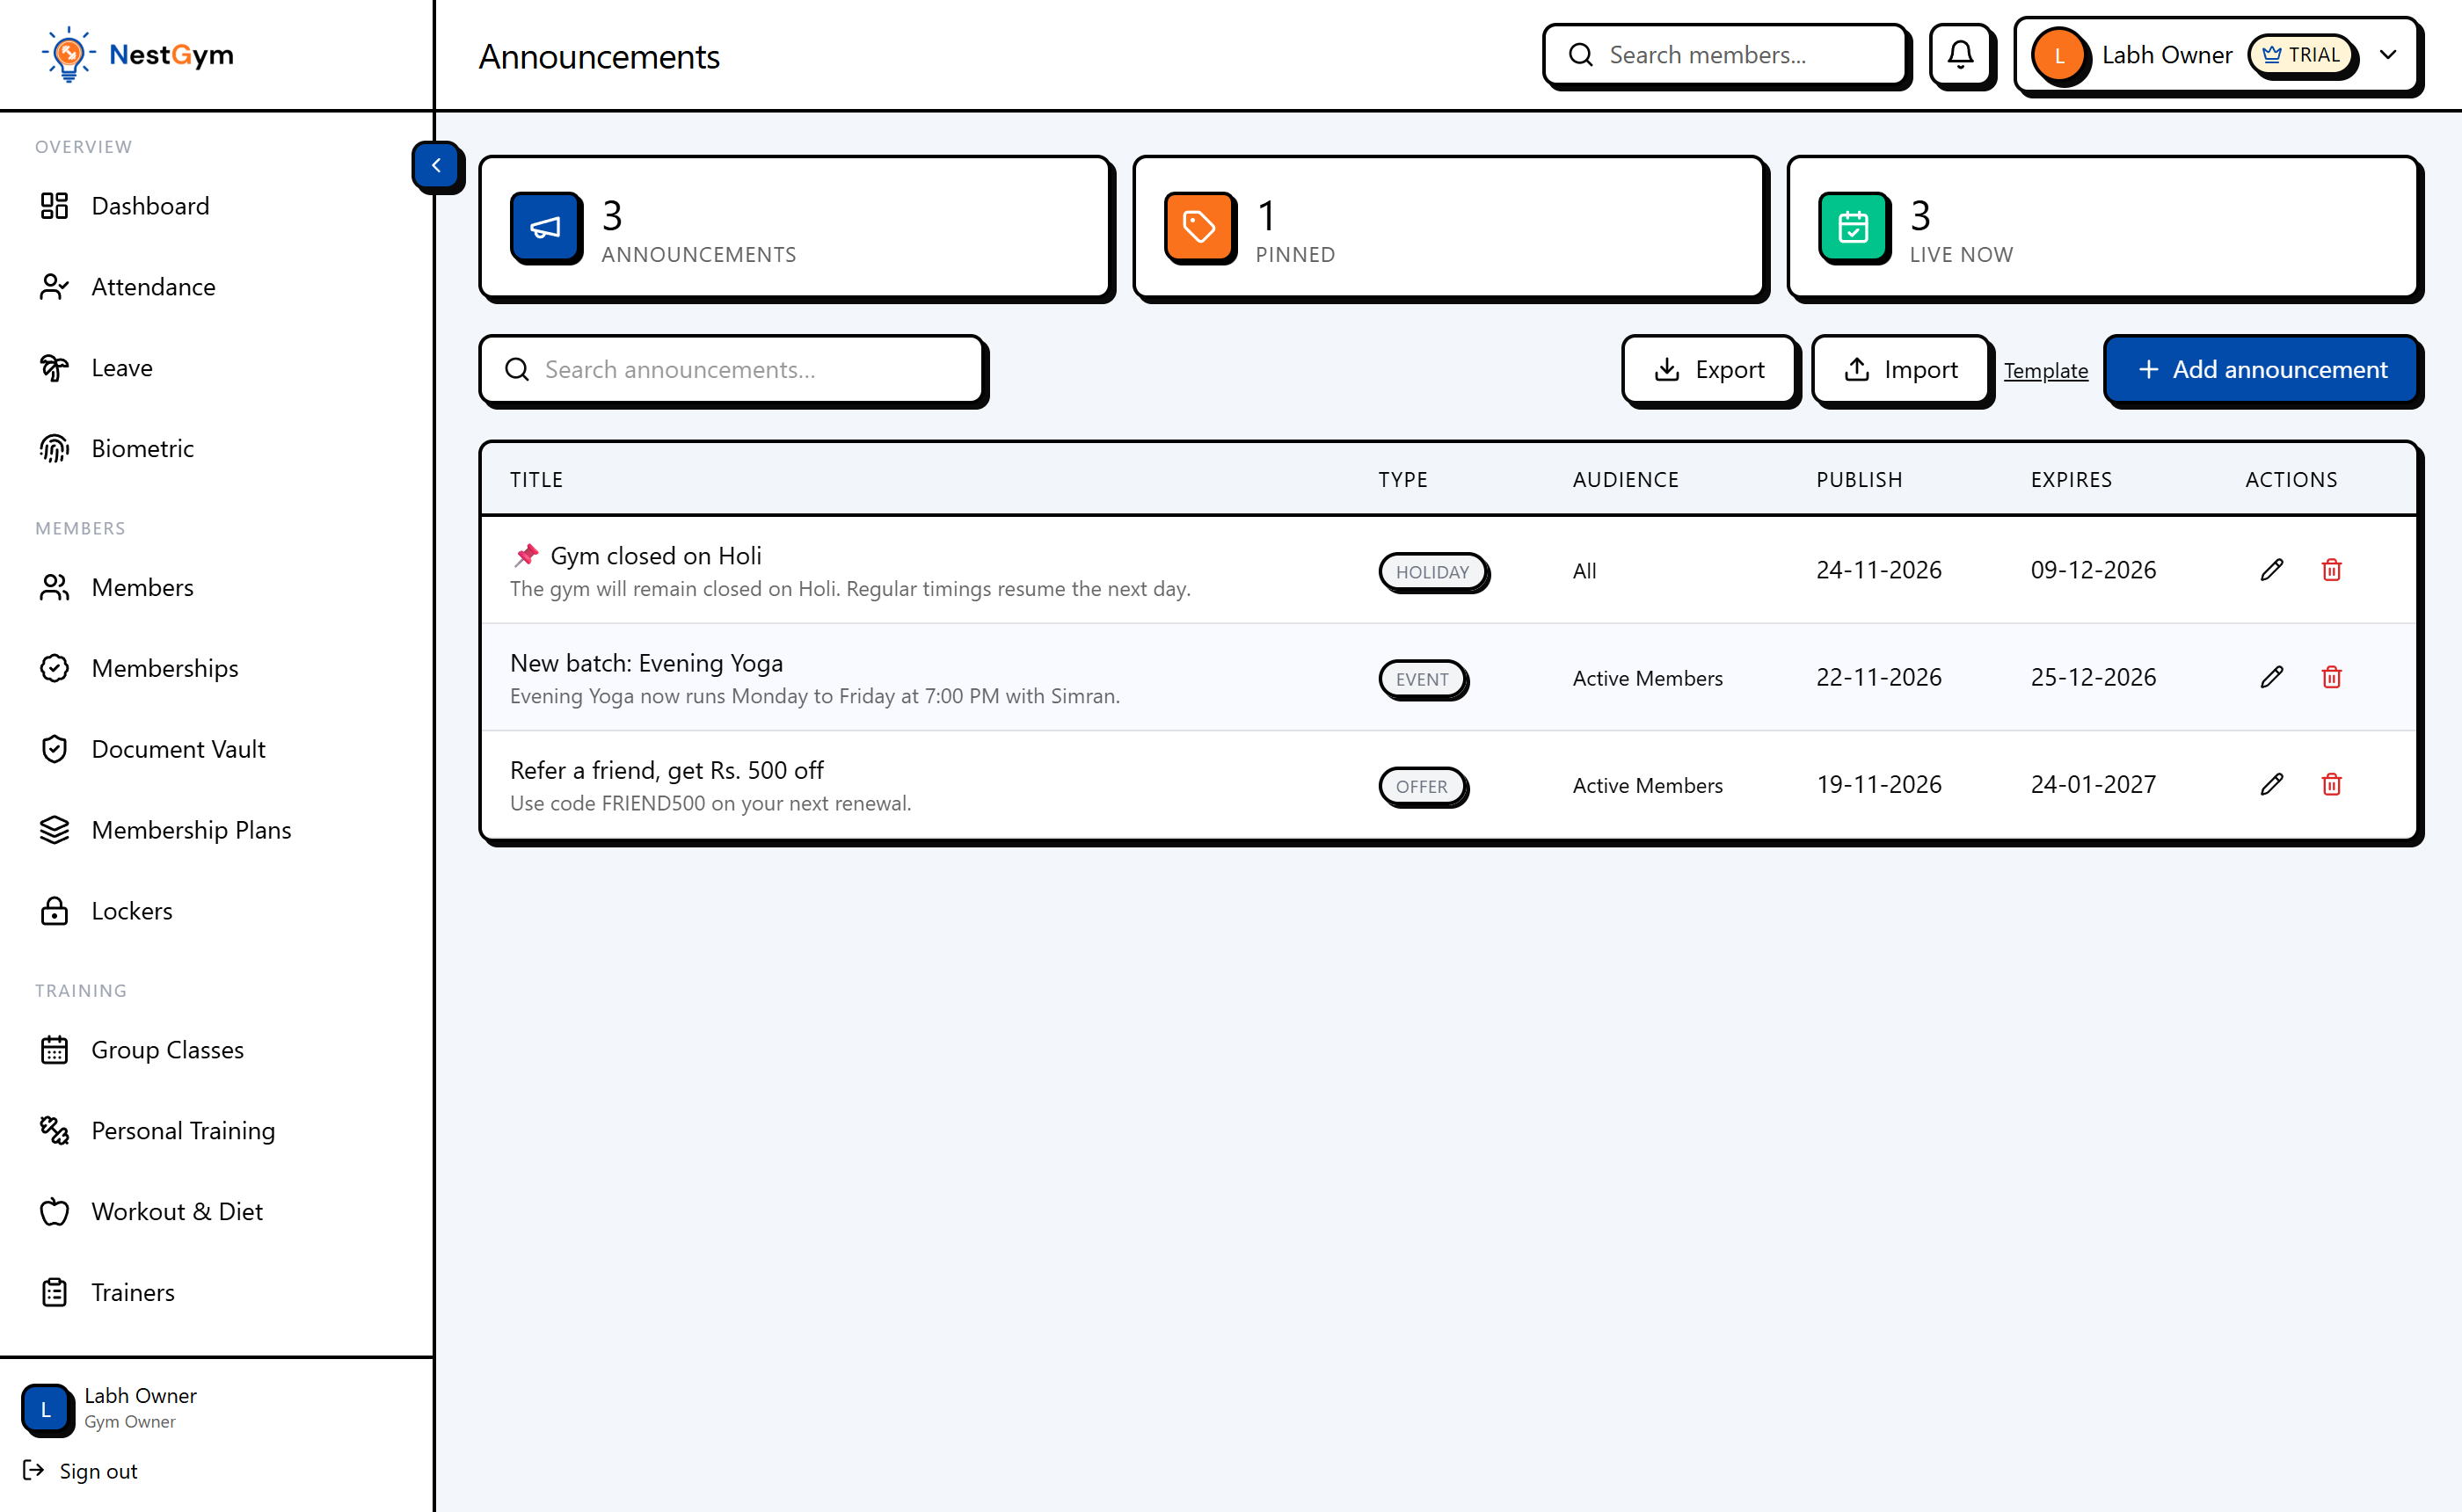 NestGym
Announcements
Search members...
L
Labh Owner
TRIAL
OVERVIEW
Dashboard
Attendance
Leave
Biometric
MEMBERS
Members
Memberships
Document Vault
Membership Plans
Lockers
TRAINING
Group Classes
Personal Training
Workout & Diet
Trainers
L
Labh Owner
Gym Owner
Sign out
3
ANNOUNCEMENTS
1
PINNED
3
LIVE NOW
Search announcements...
Export
Import
Template
Add announcement
TITLE TYPE AUDIENCE PUBLISH EXPIRES ACTIONS
Gym closed on Holi
The gym will remain closed on Holi. Regular timings resume the next day.
HOLIDAY
All
24-11-2026
09-12-2026
New batch: Evening Yoga
Evening Yoga now runs Monday to Friday at 7:00 PM with Simran.
EVENT
Active Members
22-11-2026
25-12-2026
Refer a friend, get Rs. 500 off
Use code FRIEND500 on your next renewal.
OFFER
Active Members
19-11-2026
24-01-2027